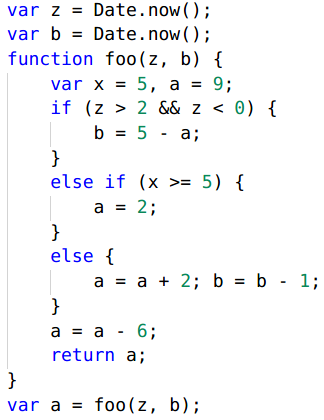 var z = Date.now();
var b = Date.now();
function foo(z, b) {
    var x = 5, a = 9;
    if (z > 2 && z < 0) {
        b = 5 - a;
    }
    else if (x >= 5) {
        a = 2;
    }
    else {
        a = a + 2; b = b - 1;
    }
    a = a - 6;
    return a;
}
var a = foo(z, b);